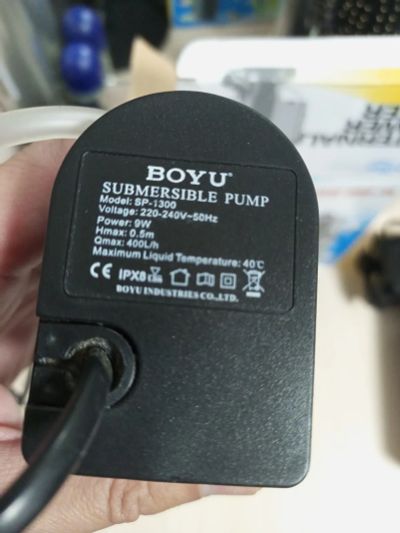 BOYU®
SUBMERSIBLE PUMP
Model: SP-1300
Voltage: 220-240V~50Hz
Power: 9W
Hmax: 0.5m
Qmax: 400L/h
Maximum Liquid Temperature: 40℃
CE IPX8
BOYU INDUSTRIES CO.,LTD.